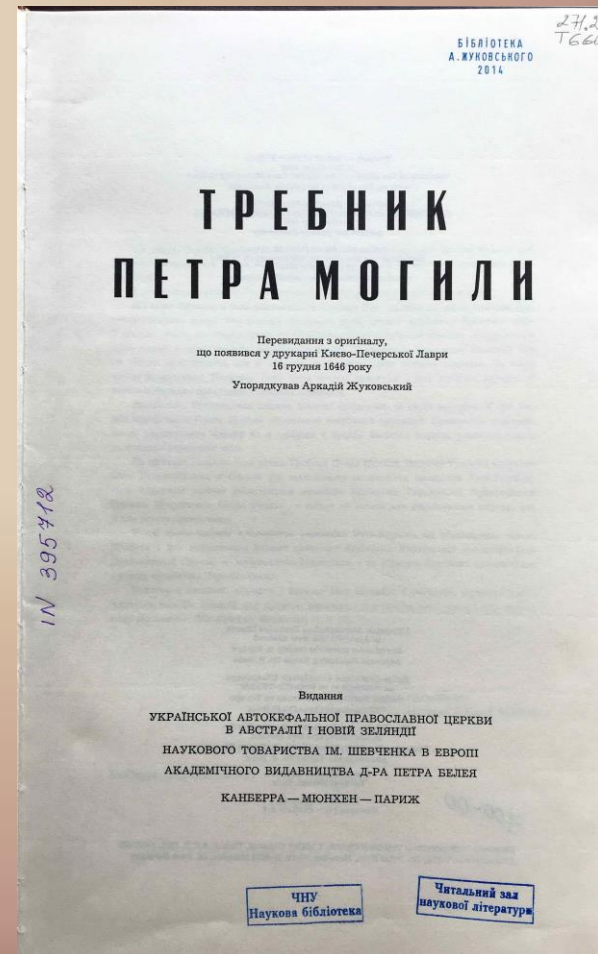 БІБЛІОТЕКА
А.ЖУКОВСЬКОГО
2014
271.2
ТРЕБНИК
ПЕТРА МОГИЛИ
Перевидання з оригіналу,
що появився у друкарні Києво-Печерської Лаври
16 грудня 1646 року
Упорядкував Аркадій Жуковський
IN 395712
Видання
УКРАЇНСЬКОЇ АВТОКЕФАЛЬНОЇ ПРАВОСЛАВНОЇ ЦЕРКВИ
В АВСТРАЛІЇ І НОВІЙ ЗЕЛЯНДІЇ
НАУКОВОГО ТОВАРИСТВА ІМ. ШЕВЧЕНКА В ЕВРОПІ
АКАДЕМІЧНОГО ВИДАВНИЦТВА Д-РА ПЕТРА БЕЛЕЯ
КАНБЕРРА — МЮНХЕН — ПАРИЖ
ЧНУ
Наукова бібліотека
Читальний зал
наукової літератури